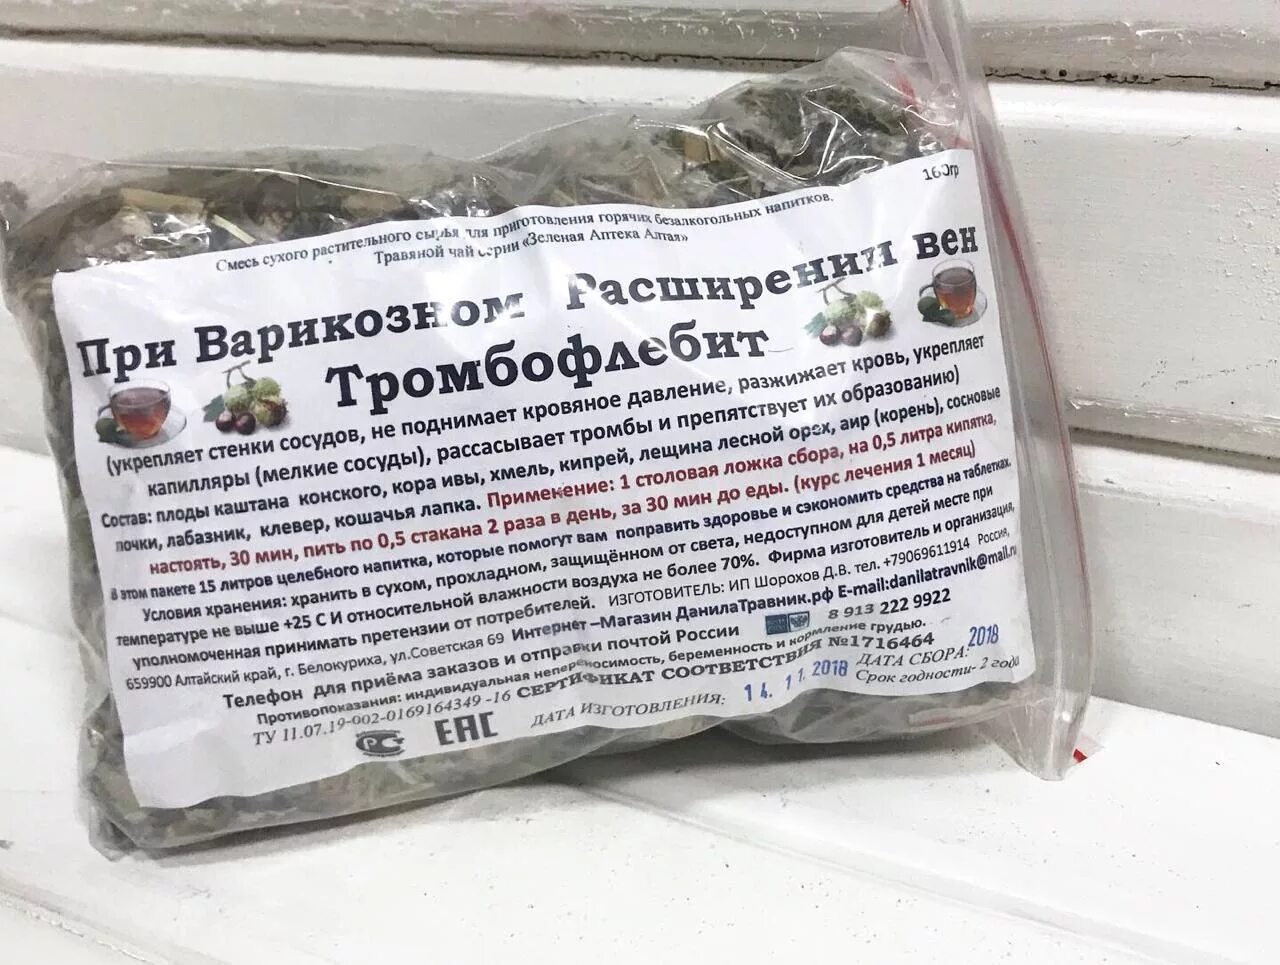 160гр
Смесь сухого растительного сырья для приготовления горячих безалкогольных напитков.
Травяной чай серии «Зеленая Аптека Алтая»
При Варикозном Расширении вен
Тромбофлебит
(укрепляет стенки сосудов, не поднимает кровяное давление, разжижает кровь, укрепляет
капилляры (мелкие сосуды), рассасывает тромбы и препятствует их образованию)
Состав: плоды каштана конского, кора ивы, хмель, кипрей, лещина лесной орех, аир (корень), сосновые
почки, лабазник, клевер, кошачья лапка. Применение: 1 столовая ложка сбора, на 0,5 литра кипятка,
настоять, 30 мин, пить по 0,5 стакана 2 раза в день, за 30 мин до еды. (курс лечения 1 месяц)
В этом пакете 15 литров целебного напитка, которые помогут вам поправить здоровье и сэкономить средства на таблетках.
Условия хранения: хранить в сухом, прохладном, защищённом от света, недоступном для детей месте при
температуре не выше +25 С И относительной влажности воздуха не более 70%. Фирма изготовитель и организация,
уполномоченная принимать претензии от потребителей. ИЗГОТОВИТЕЛЬ: ИП Шорохов Д.В. тел. +79069611914 Россия,
659900 Алтайский край, г. Белокуриха, ул.Советская 69 Интернет –Магазин ДанилаТравник.рф E-mail:danilatravnik@mail.ru
Телефон для приёма заказов и отправки почтой России 8 913 222 9922
Противопоказания: индивидуальная непереносимость, беременность и кормление грудью.
ТУ 11.07.19-002-0169164349 -16 СЕРТИФИКАТ СООТВЕТСТВИЯ №1716464
РСТ ЕАС ДАТА ИЗГОТОВЛЕНИЯ: 14. 11. 2018 ДАТА СБОРА: 2018
Срок годности- 2 года